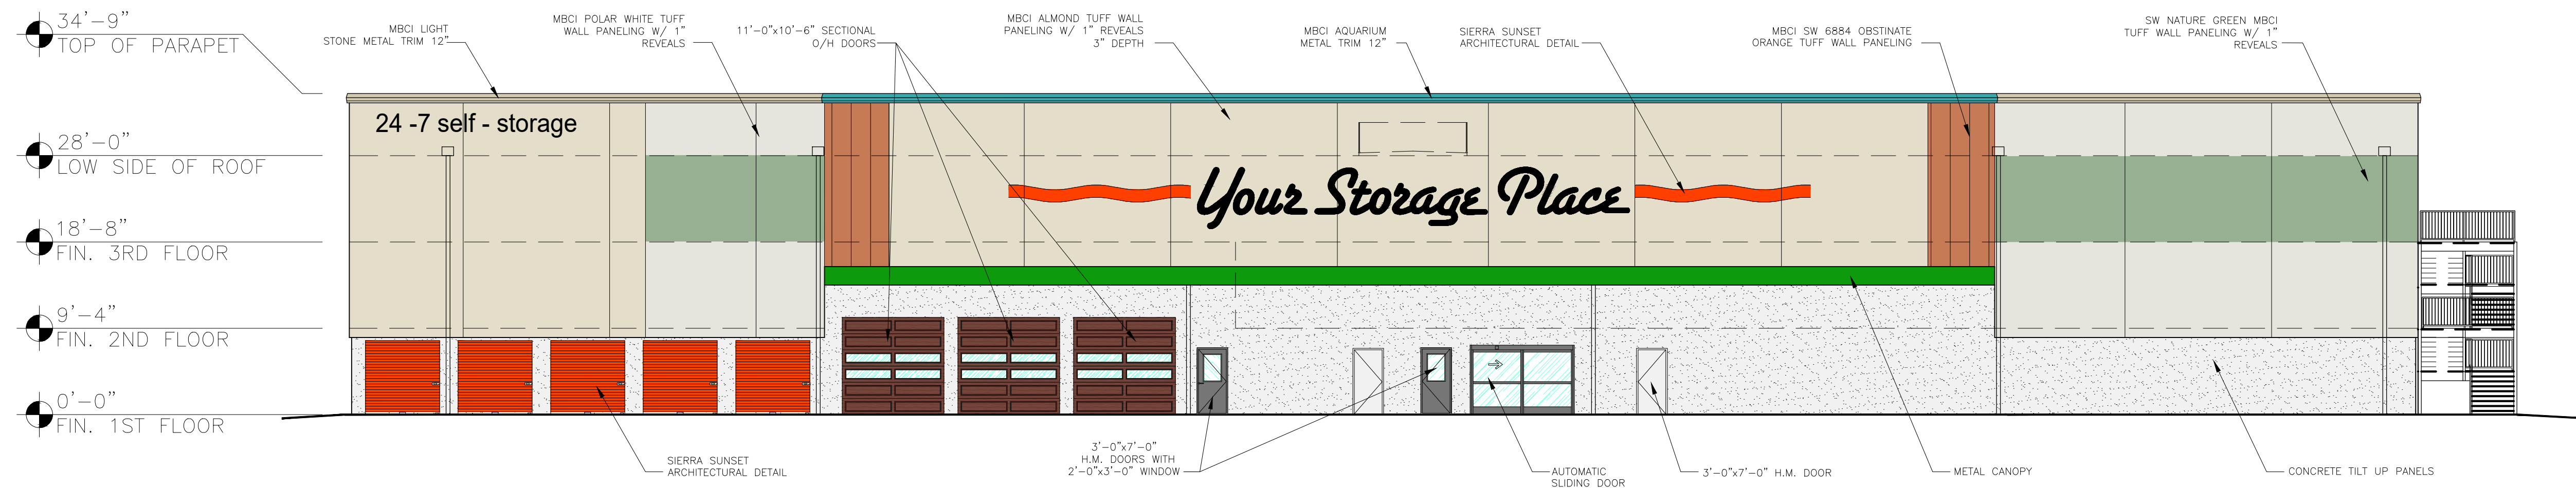 34'-9"
TOP OF PARAPET
28'-0"
LOW SIDE OF ROOF
18'-8"
FIN. 3RD FLOOR
9'-4"
FIN. 2ND FLOOR
0'-0"
FIN. 1ST FLOOR
MBCI LIGHT
STONE METAL TRIM 12"
MBCI POLAR WHITE TUFF
WALL PANELING W/ 1"
REVEALS
11'-0"x10'-6" SECTIONAL
O/H DOORS
MBCI ALMOND TUFF WALL
PANELING W/ 1" REVEALS
3" DEPTH
MBCI AQUARIUM
METAL TRIM 12"
SIERRA SUNSET
ARCHITECTURAL DETAIL
MBCI SW 6884 OBSTINATE
ORANGE TUFF WALL PANELING
SW NATURE GREEN MBCI
TUFF WALL PANELING W/ 1"
REVEALS
24 -7 self - storage
Your Storage Place
SIERRA SUNSET
ARCHITECTURAL DETAIL
3'-0"x7'-0"
H.M. DOORS WITH
2'-0"x3'-0" WINDOW
AUTOMATIC
SLIDING DOOR
3'-0"x7'-0" H.M. DOOR
METAL CANOPY
CONCRETE TILT UP PANELS